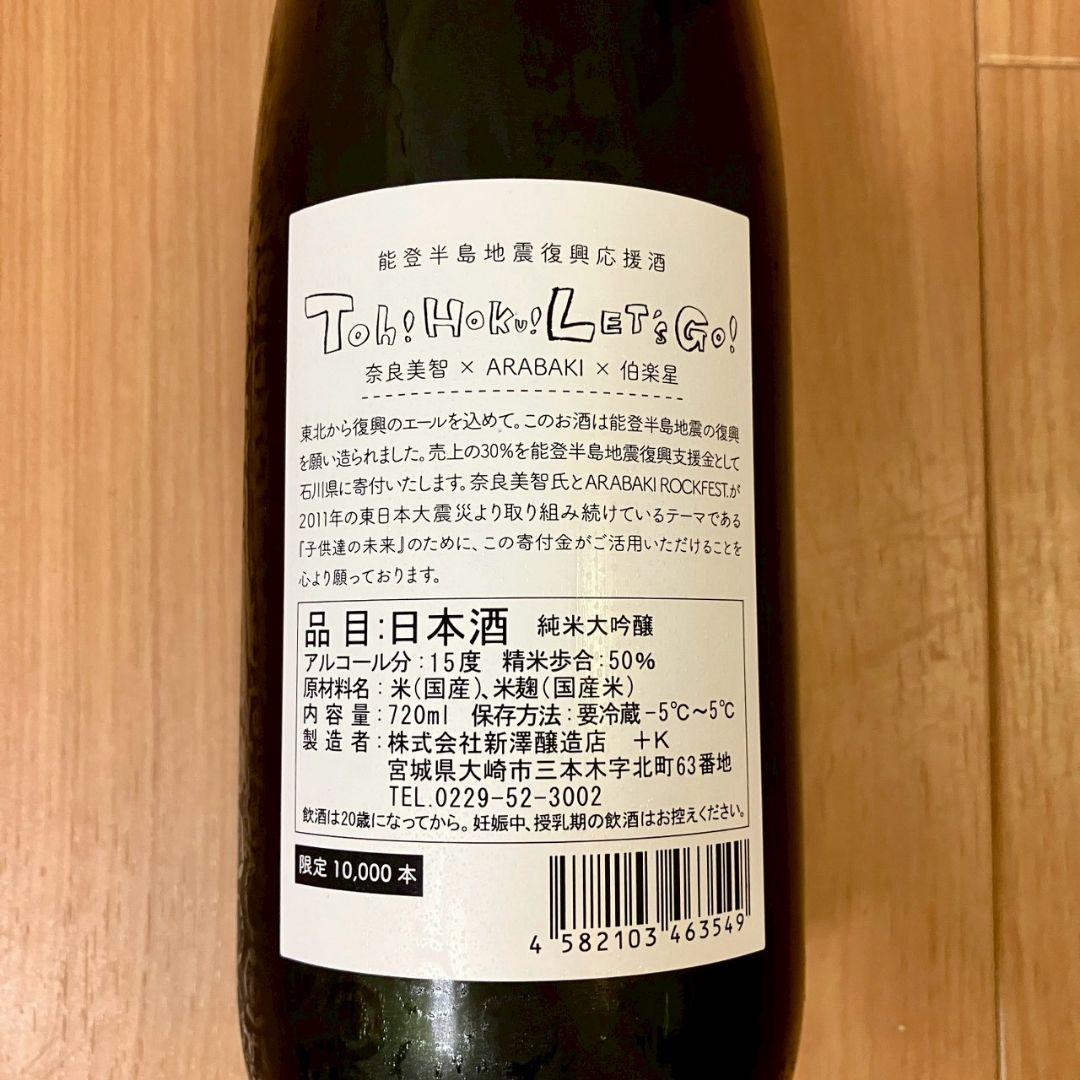 能登半島地震復興応援酒
Toh! Hoku! LET's Go!
奈良美智 × ARABAKI × 伯楽星
東北から復興のエールを込めて。このお酒は能登半島地震の復興
を願い造られました。売上の30%を能登半島地震復興支援金として
石川県に寄付いたします。奈良美智氏とARABAKI ROCKFEST.が
2011年の東日本大震災より取り組み続けているテーマである
『子供達の未来』のために、この寄付金がご活用いただけることを
心より願っております。
品目:日本酒 純米大吟醸
アルコール分:15度 精米歩合:50%
原材料名:米(国産)、米麹(国産米)
内容量:720ml 保存方法:要冷蔵-5℃~5℃
製造者:株式会社新澤醸造店 +K
宮城県大崎市三本木字北町63番地
TEL.0229-52-3002
飲酒は20歳になってから。妊娠中、授乳期の飲酒はお控えください。
限定10,000本
4 582103 463549